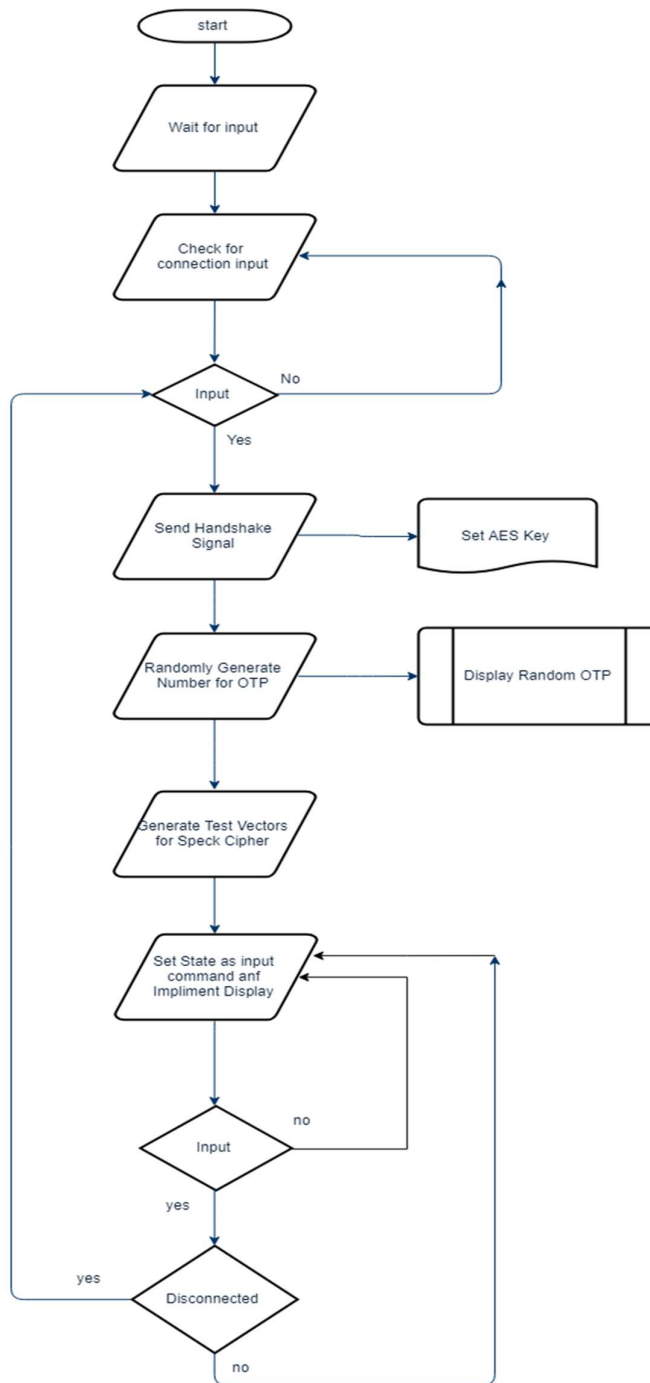 start
Wait for input
Check for
connection input
Input
No
Yes
Send Handshake
Signal
Set AES Key
Randomly Generate
Number for OTP
Display Random OTP
Generate Test Vectors
for Speck Cipher
Set State as input
command anf
Impliment Display
Input
no
yes
Disconnected
yes
no